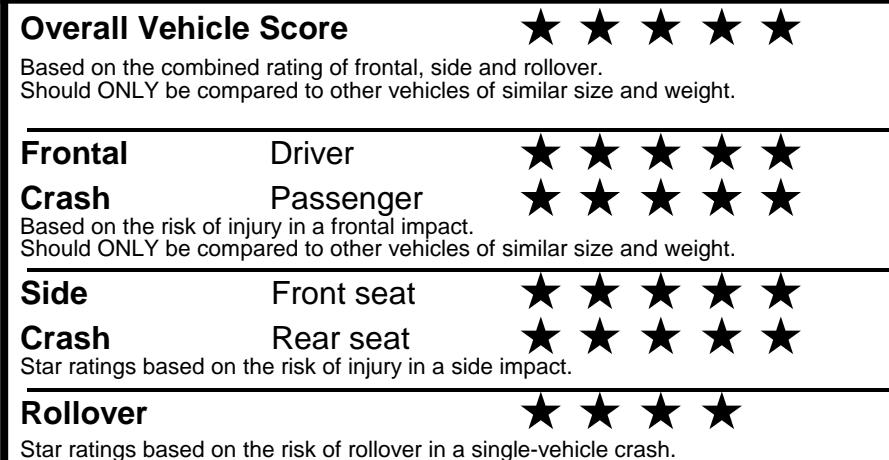 Overall Vehicle Score ★ ★ ★ ★ ★
Based on the combined rating of frontal, side and rollover.
Should ONLY be compared to other vehicles of similar size and weight.
Frontal Driver ★ ★ ★ ★ ★
Crash Passenger ★ ★ ★ ★ ★
Based on the risk of injury in a frontal impact.
Should ONLY be compared to other vehicles of similar size and weight.
Side Front seat ★ ★ ★ ★ ★
Crash Rear seat ★ ★ ★ ★ ★
Star ratings based on the risk of injury in a side impact.
Rollover ★ ★ ★ ★
Star ratings based on the risk of rollover in a single-vehicle crash.